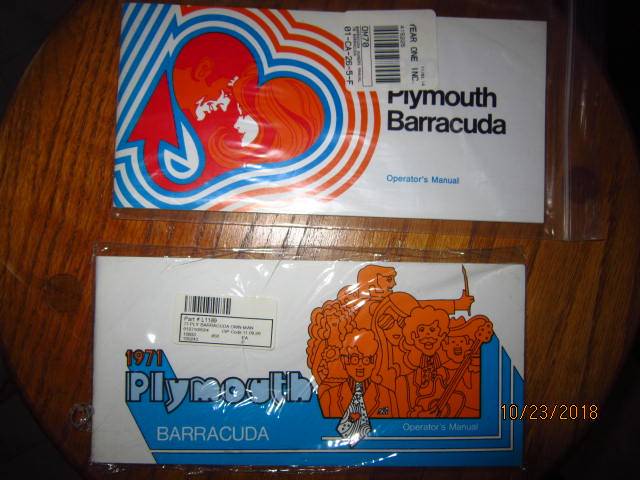 YEAR ONE INC.
DW70
01-CA-26-5-F
Plymouth
Barracuda
Operator's Manual
Part # L1189
71 PLY BARRACUDA OWN MAN
1971
Plymouth
BARRACUDA
Operator's Manual
10/23/2018